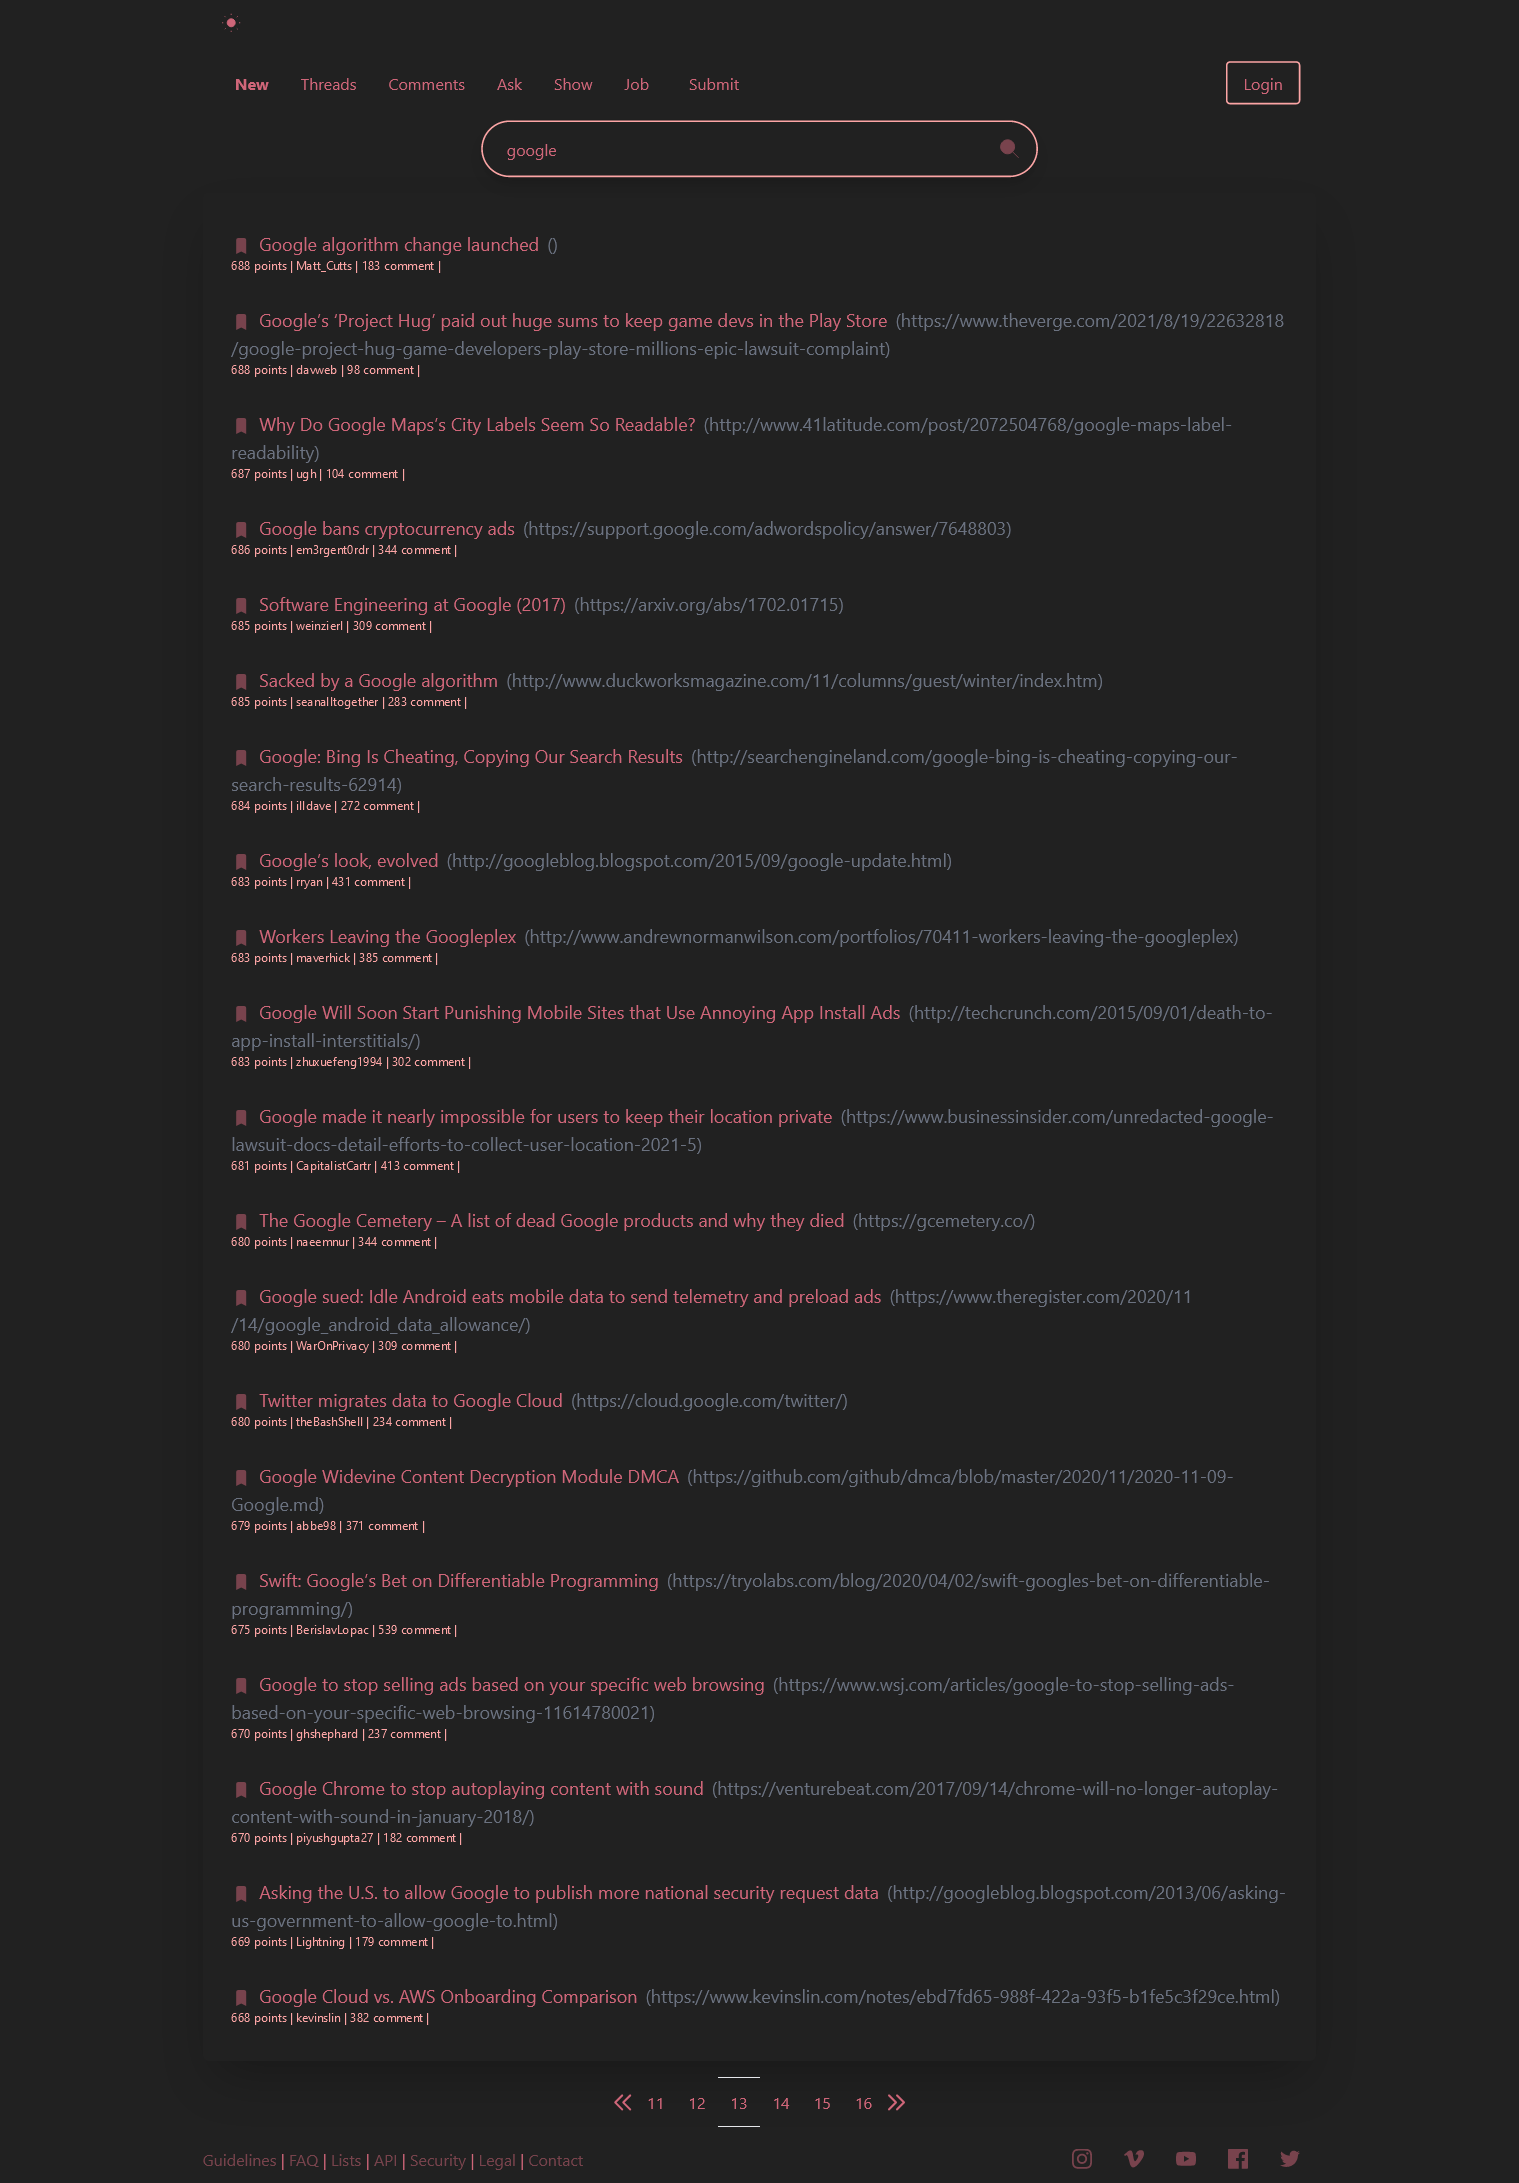 New Threads Comments Ask Show Job Submit Login
google
Google algorithm change launched ()
688 points | Matt_Cutts | 183 comment |
Google's 'Project Hug' paid out huge sums to keep game devs in the Play Store (https://www.theverge.com/2021/8/19/22632818
/google-project-hug-game-developers-play-store-millions-epic-lawsuit-complaint)
688 points | davweb | 98 comment |
Why Do Google Maps's City Labels Seem So Readable? (http://www.41latitude.com/post/2072504768/google-maps-label-
readability)
687 points | ugh | 104 comment |
Google bans cryptocurrency ads (https://support.google.com/adwordspolicy/answer/7648803)
686 points | em3rgent0rdr | 344 comment |
Software Engineering at Google (2017) (https://arxiv.org/abs/1702.01715)
685 points | weinzierl | 309 comment |
Sacked by a Google algorithm (http://www.duckworksmagazine.com/11/columns/guest/winter/index.htm)
685 points | seanalltogether | 283 comment |
Google: Bing Is Cheating, Copying Our Search Results (http://searchengineland.com/google-bing-is-cheating-copying-our-
search-results-62914)
684 points | illdave | 272 comment |
Google's look, evolved (http://googleblog.blogspot.com/2015/09/google-update.html)
683 points | rryan | 431 comment |
Workers Leaving the Googleplex (http://www.andrewnormanwilson.com/portfolios/70411-workers-leaving-the-googleplex)
683 points | maverhick | 385 comment |
Google Will Soon Start Punishing Mobile Sites that Use Annoying App Install Ads (http://techcrunch.com/2015/09/01/death-to-
app-install-interstitials/)
683 points | zhuxuefeng1994 | 302 comment |
Google made it nearly impossible for users to keep their location private (https://www.businessinsider.com/unredacted-google-
lawsuit-docs-detail-efforts-to-collect-user-location-2021-5)
681 points | CapitalistCartr | 413 comment |
The Google Cemetery – A list of dead Google products and why they died (https://gcemetery.co/)
680 points | naeemnur | 344 comment |
Google sued: Idle Android eats mobile data to send telemetry and preload ads (https://www.theregister.com/2020/11
/14/google_android_data_allowance/)
680 points | WarOnPrivacy | 309 comment |
Twitter migrates data to Google Cloud (https://cloud.google.com/twitter/)
680 points | theBashShell | 234 comment |
Google Widevine Content Decryption Module DMCA (https://github.com/github/dmca/blob/master/2020/11/2020-11-09-
Google.md)
679 points | abbe98 | 371 comment |
Swift: Google's Bet on Differentiable Programming (https://tryolabs.com/blog/2020/04/02/swift-googles-bet-on-differentiable-
programming/)
675 points | BerislavLopac | 539 comment |
Google to stop selling ads based on your specific web browsing (https://www.wsj.com/articles/google-to-stop-selling-ads-
based-on-your-specific-web-browsing-11614780021)
670 points | ghshephard | 237 comment |
Google Chrome to stop autoplaying content with sound (https://venturebeat.com/2017/09/14/chrome-will-no-longer-autoplay-
content-with-sound-in-january-2018/)
670 points | piyushgupta27 | 182 comment |
Asking the U.S. to allow Google to publish more national security request data (http://googleblog.blogspot.com/2013/06/asking-
us-government-to-allow-google-to.html)
669 points | Lightning | 179 comment |
Google Cloud vs. AWS Onboarding Comparison (https://www.kevinslin.com/notes/ebd7fd65-988f-422a-93f5-b1fe5c3f29ce.html)
668 points | kevinslin | 382 comment |
11 12 13 14 15 16
Guidelines | FAQ | Lists | API | Security | Legal | Contact